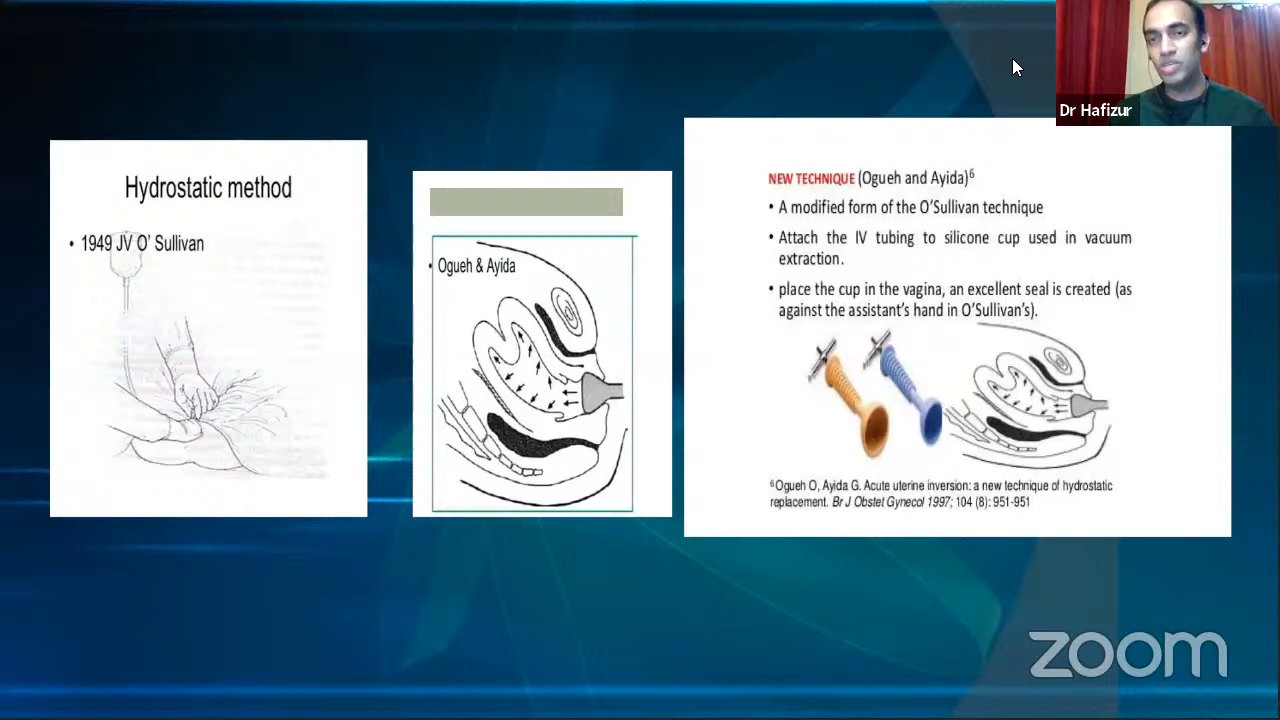 Dr Hafizur
Hydrostatic method
• 1949 JV O' Sullivan
• Ogueh & Ayida
NEW TECHNIQUE (Ogueh and Ayida)⁶
• A modified form of the O'Sullivan technique
• Attach the IV tubing to silicone cup used in vacuum
extraction.
• place the cup in the vagina, an excellent seal is created (as
against the assistant's hand in O'Sullivan's).
⁶Ogueh O, Ayida G. Acute uterine inversion: a new technique of hydrostatic
replacement. Br J Obstet Gynecol 1997; 104 (8): 951-951
zoom